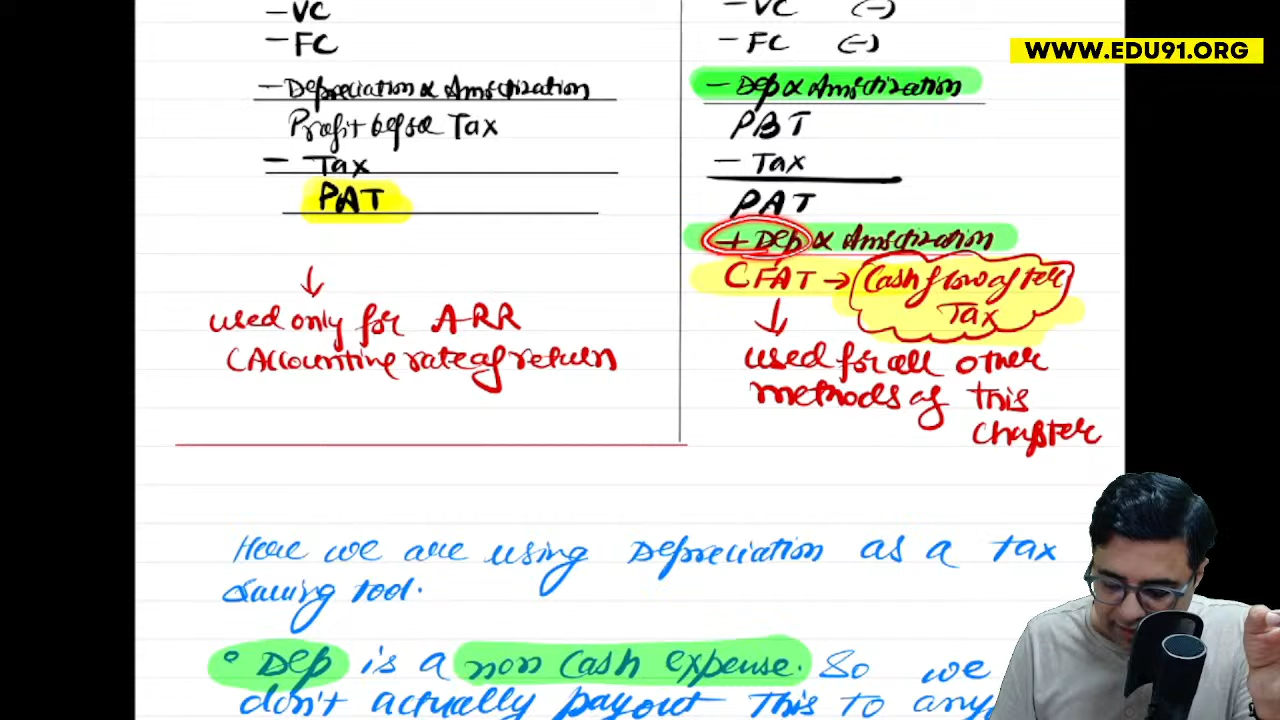 - VC
- FC
- Depreciation & Amortization
Profit before Tax
- Tax
PAT
used only for ARR
(Accounting rate of return
- VC (-)
- FC (-)
- Dep & Amortization
PBT
- Tax
PAT
+ Dep & Amortization
CFAT → Cash flow after
Tax
used for all other
methods of this
chapter
WWW.EDU91.ORG
Here we are using Depreciation as a tax
saving tool.
• Dep is a non cash expense. So we
don't actually payout this to